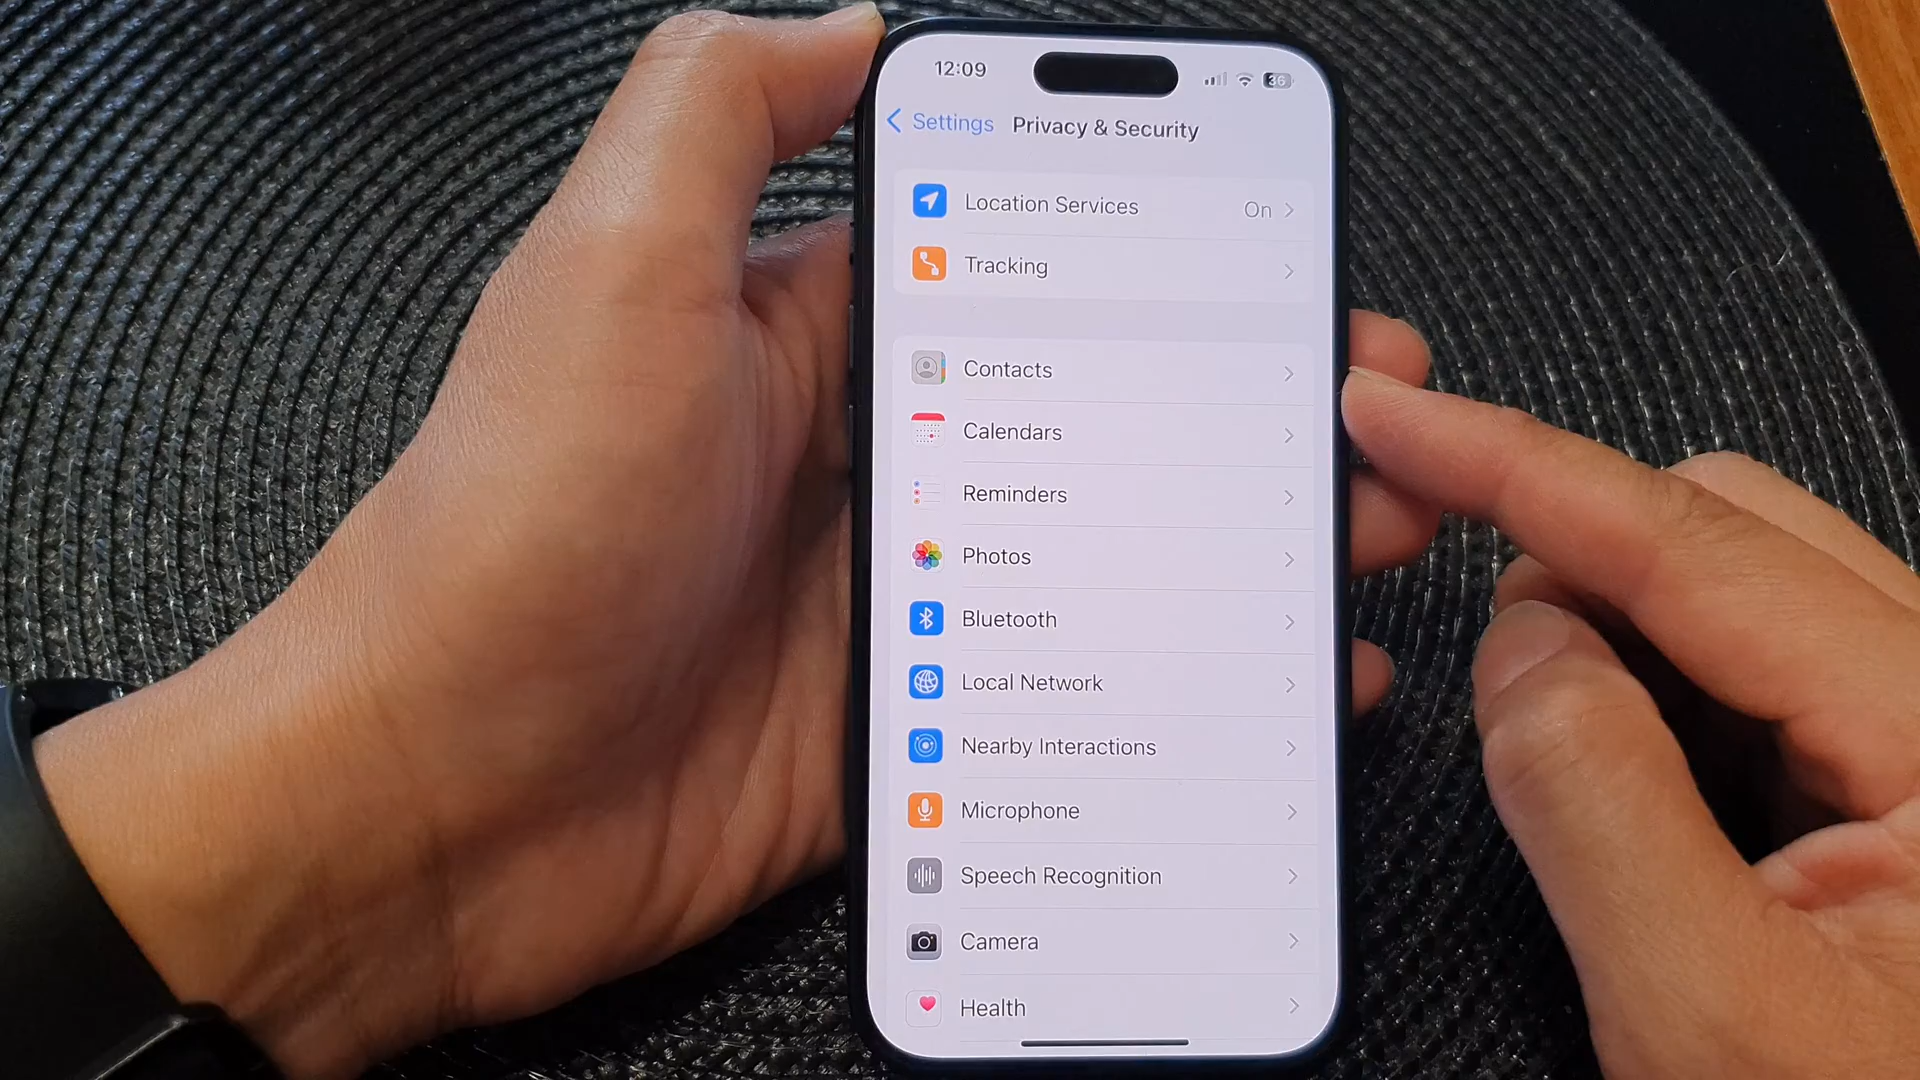 12:09
36
Settings Privacy & Security
Location Services On
Tracking
Contacts
Calendars
Reminders
Photos
Bluetooth
Local Network
Nearby Interactions
Microphone
Speech Recognition
Camera
Health